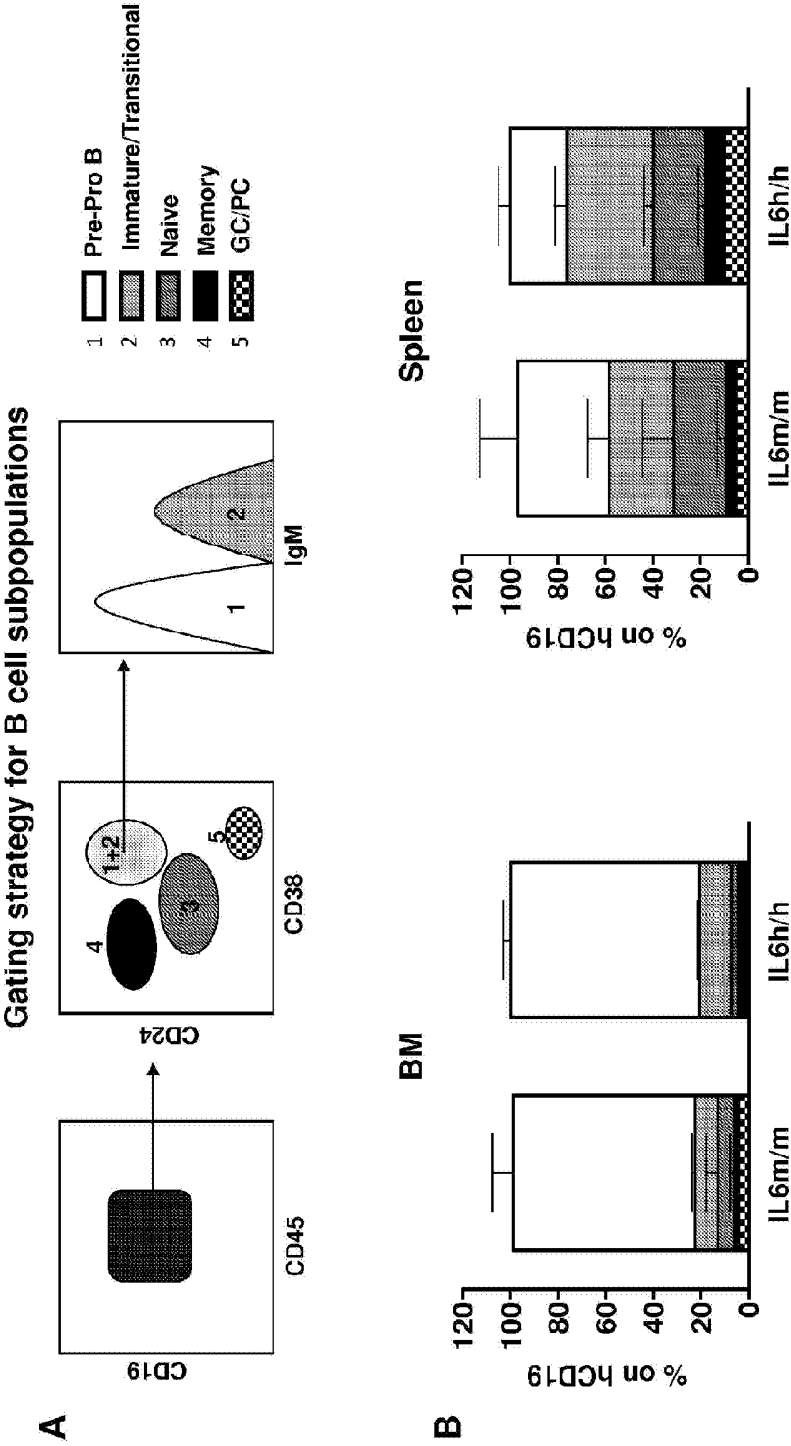 Gating strategy for B cell subpopulations
A
CD19
CD45
CD24
CD38
4
1+2
3
5
1
2
IgM
1 Pre-Pro B
2 Immature/Transitional
3 Naive
4 Memory
5 GC/PC
B
BM
% on hCD19
120
100
80
60
40
20
0
IL6m/m
IL6h/h
Spleen
% on hCD19
120
100
80
60
40
20
0
IL6m/m
IL6h/h